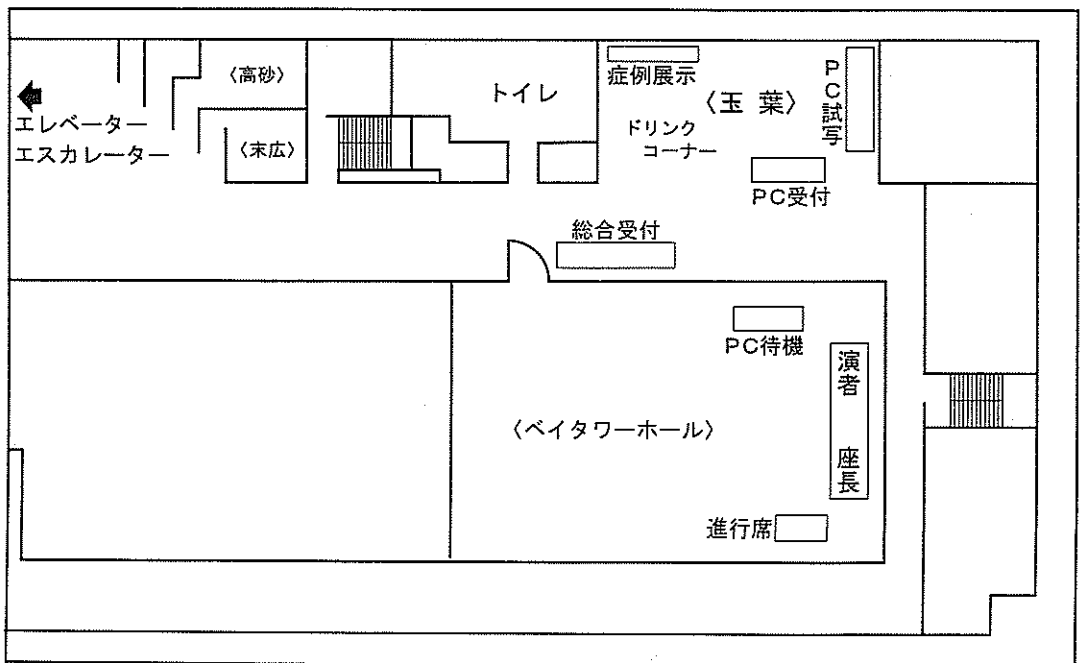 〈高砂〉
エレベーター
エスカレーター
〈末広〉
トイレ
症例展示
〈玉 葉〉
ドリンク
コーナー
PC試写
PC受付
総合受付
PC待機
演者 座長
〈ベイタワーホール〉
進行席